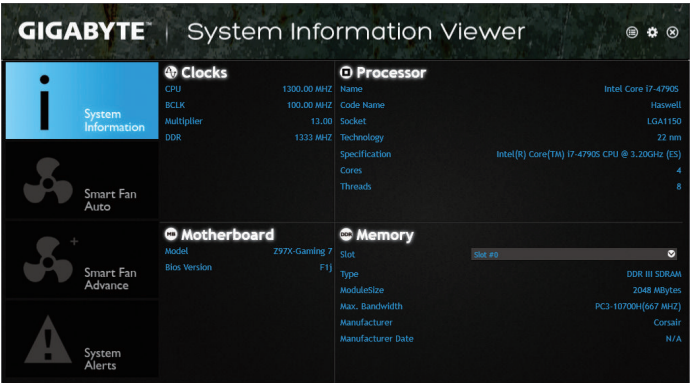 GIGABYTE™ | System Information Viewer
System Information
Smart Fan Auto
Smart Fan Advance
System Alerts
Clocks
CPU 1300.00 MHZ
BCLK 100.00 MHZ
Multiplier 13.00
DDR 1333 MHZ
Processor
Name Intel Core i7-4790S
Code Name Haswell
Socket LGA1150
Technology 22 nm
Specification Intel(R) Core(TM) i7-4790S CPU @ 3.20GHz (ES)
Cores 4
Threads 8
MB Motherboard
Model Z97X-Gaming 7
Bios Version F1j
DDR Memory
Slot Slot #0
Type DDR III SDRAM
ModuleSize 2048 MBytes
Max. Bandwidth PC3-10700H(667 MHZ)
Manufacturer Corsair
Manufacturer Date N/A